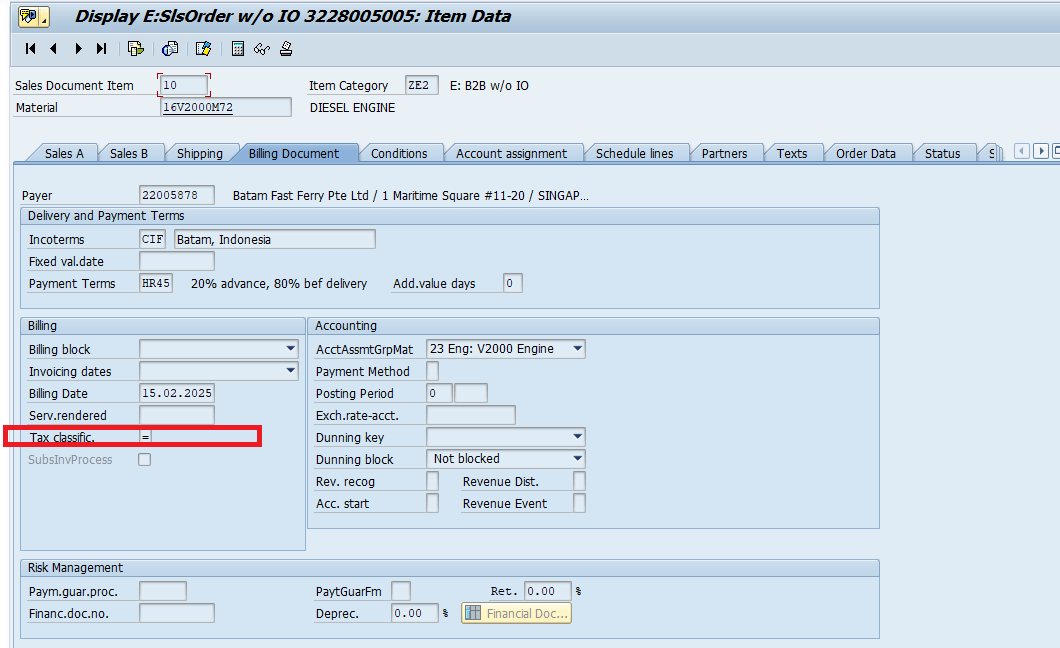 Display E:SlsOrder w/o IO 3228005005: Item Data
Sales Document Item 10 Item Category ZE2 E: B2B w/o IO
Material 16V2000M72 DIESEL ENGINE
Sales A Sales B Shipping Billing Document Conditions Account assignment Schedule lines Partners Texts Order Data Status S
Payer 22005878 Batam Fast Ferry Pte Ltd / 1 Maritime Square #11-20 / SINGAP...
Delivery and Payment Terms
Incoterms CIF Batam, Indonesia
Fixed val.date
Payment Terms HR45 20% advance, 80% bef delivery Add.value days 0
Billing Accounting
Billing block AcctAssmtGrpMat 23 Eng: V2000 Engine
Invoicing dates Payment Method
Billing Date 15.02.2025 Posting Period 0
Serv.rendered Exch.rate-acct.
Tax classific. = Dunning key
SubsInvProcess Dunning block Not blocked
Rev. recog Revenue Dist.
Acc. start Revenue Event
Risk Management
Paym.guar.proc. PaytGuarFm Ret. 0.00 %
Financ.doc.no. Deprec. 0.00 % Financial Doc...